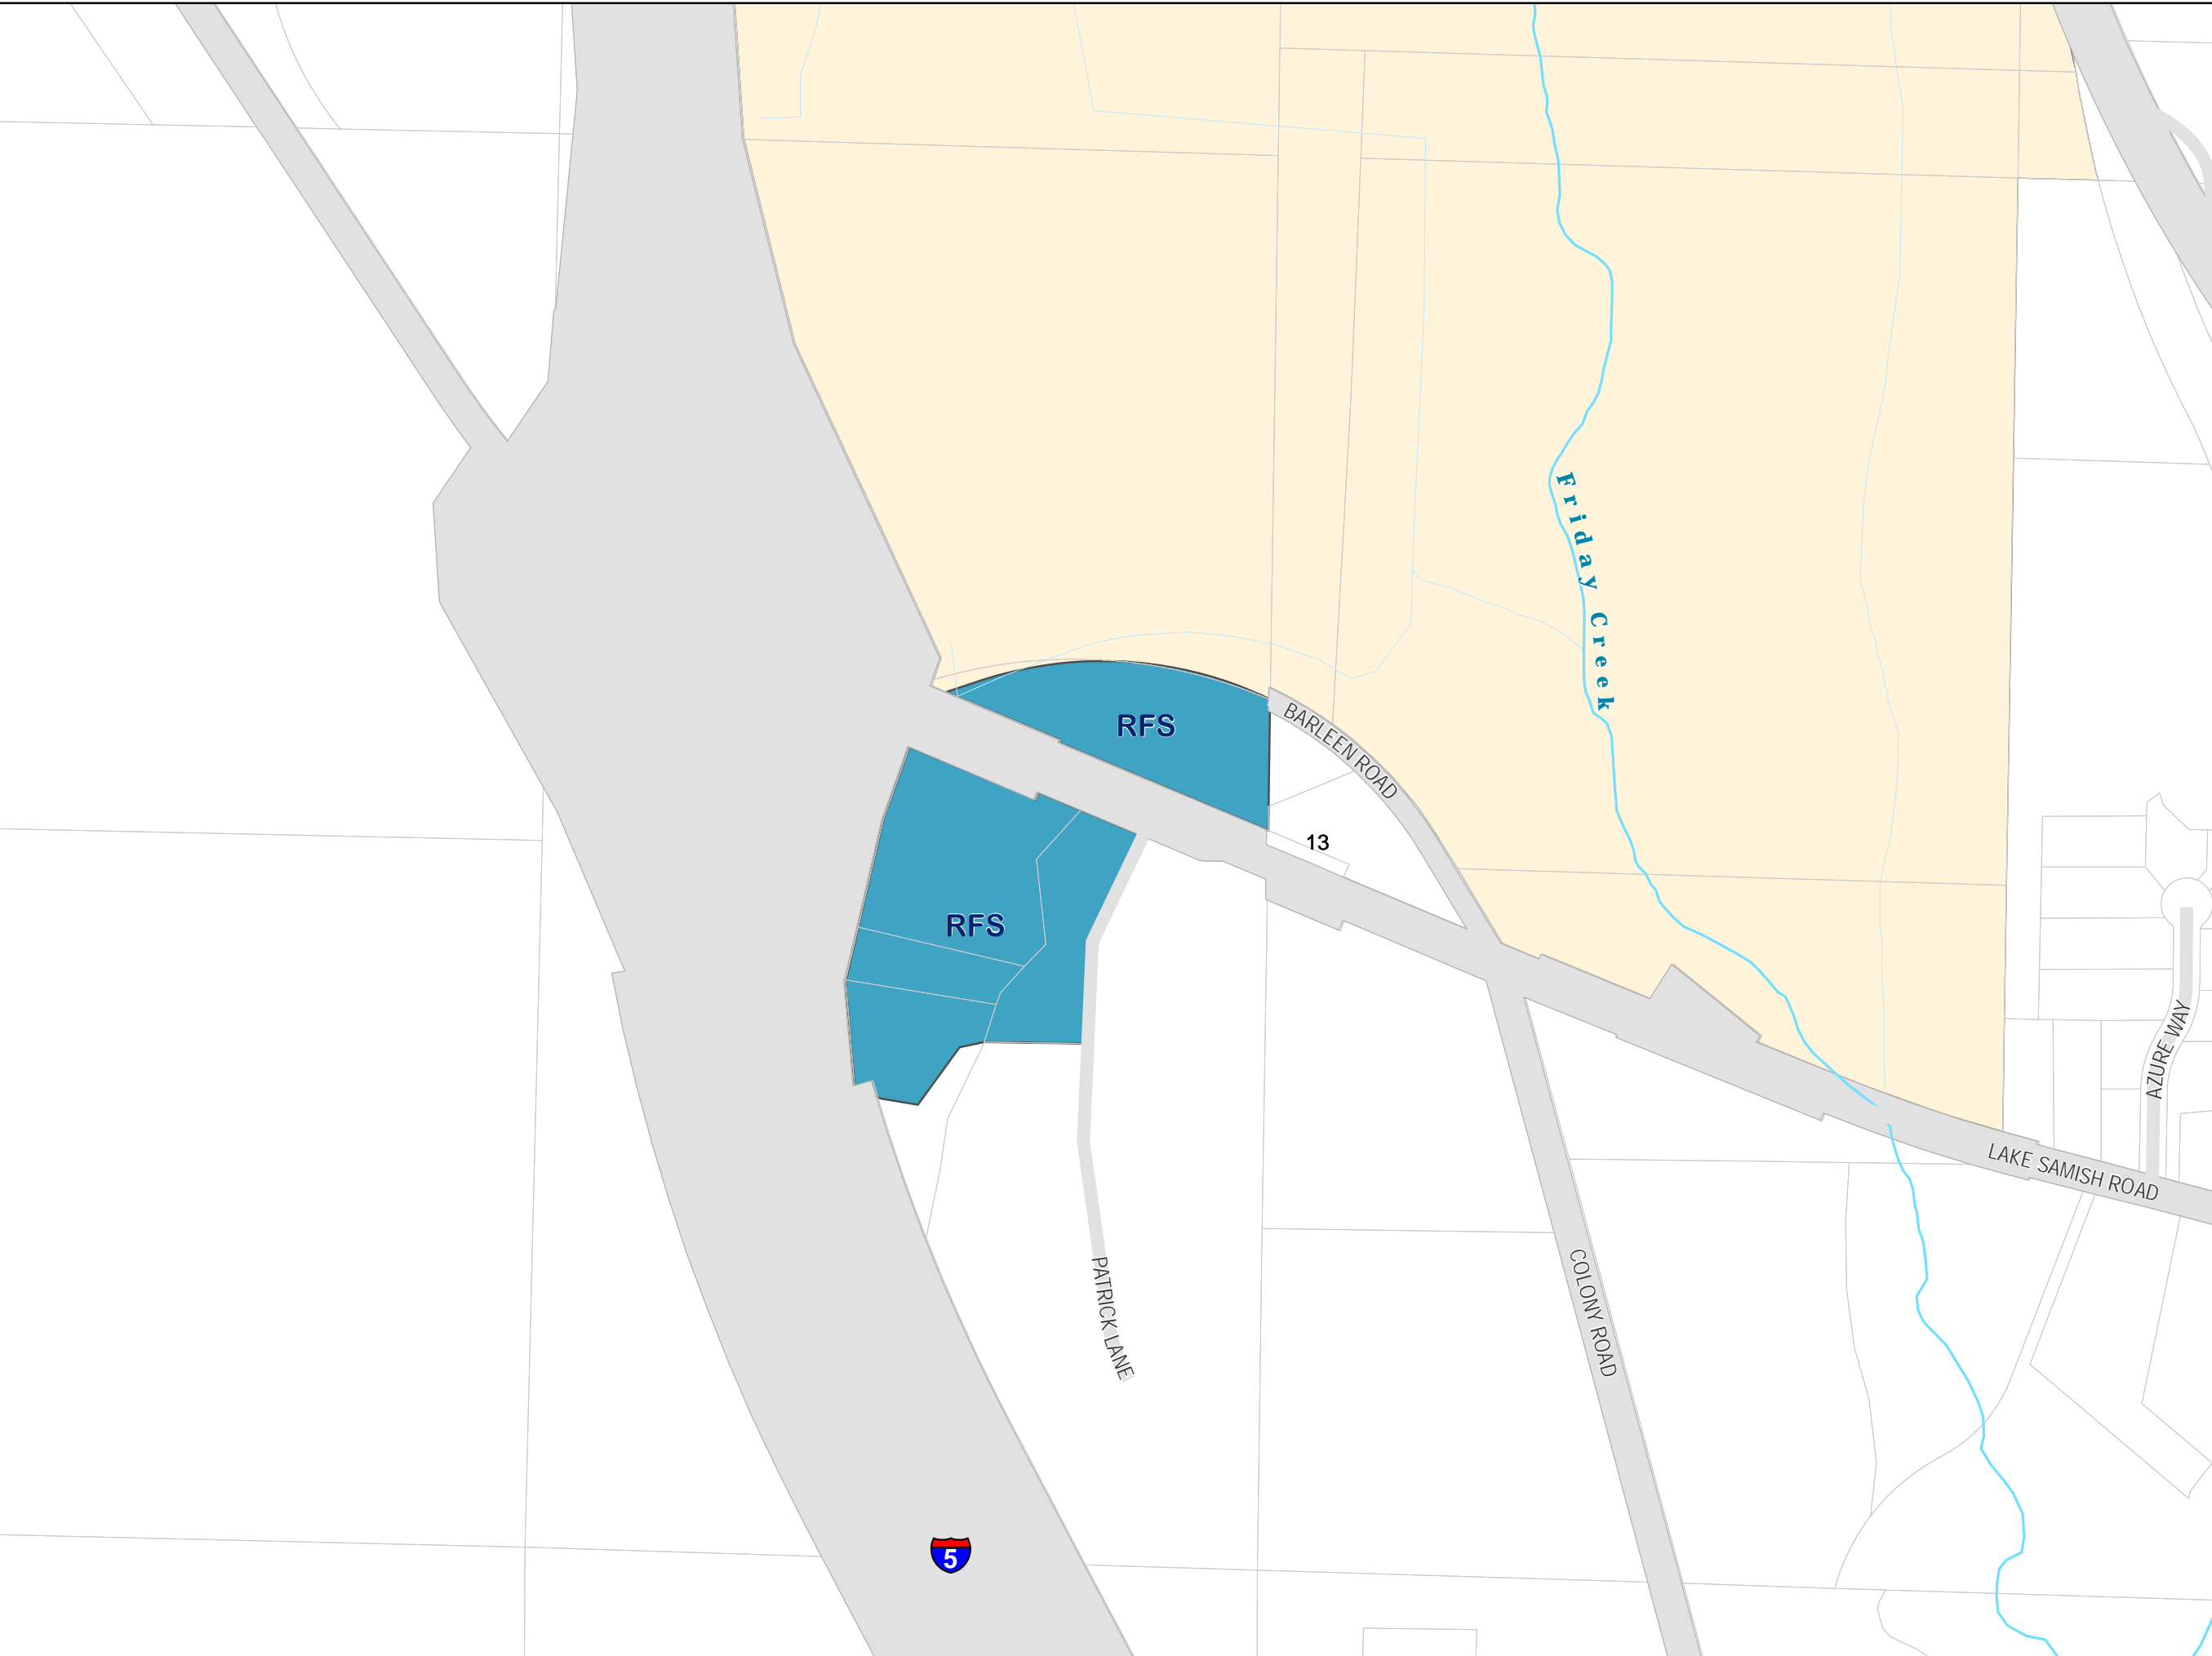 Friday Creek
RFS
BARLEEN ROAD
13
RFS
AZURE WAY
LAKE SAMISH ROAD
PATRICK LANE
COLONY ROAD
5